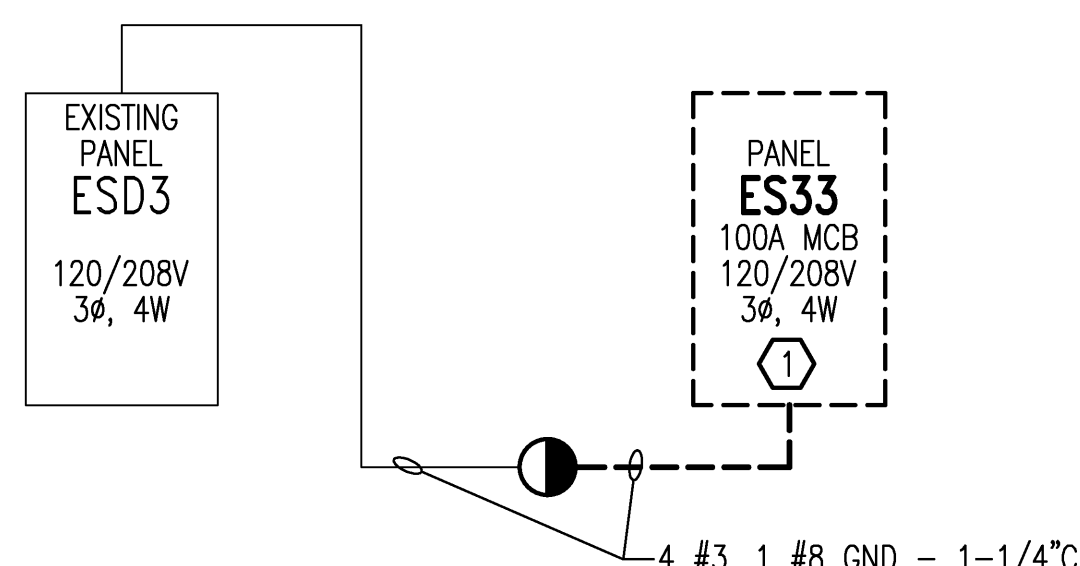 EXISTING
PANEL
ESD3
120/208V
3ø, 4W
PANEL
ES33
100A MCB
120/208V
3ø, 4W
1
4 #3, 1 #8 GND – 1–1/4"C